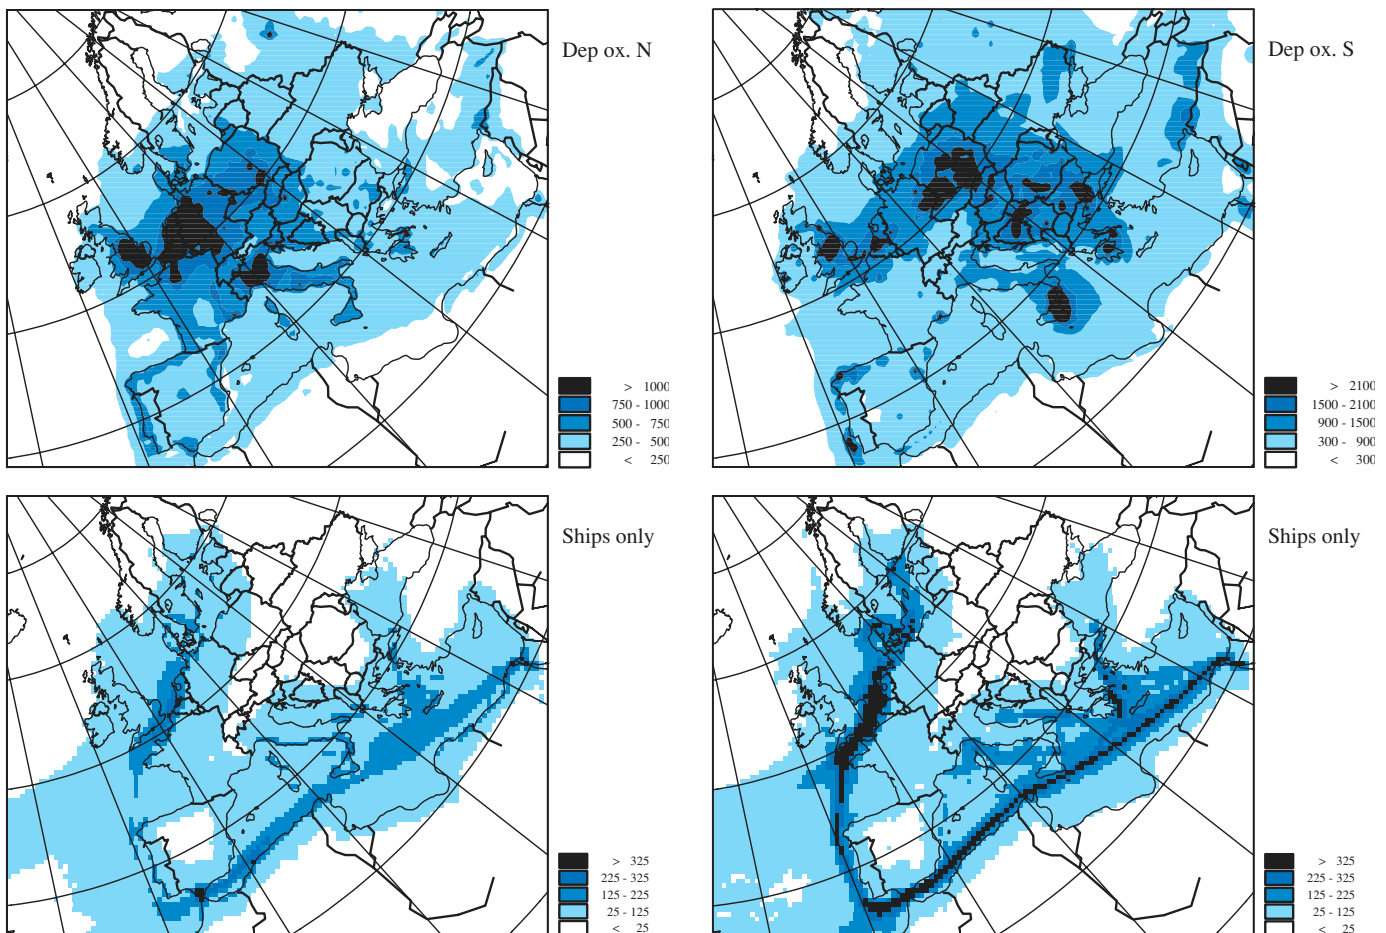 Dep ox. N
> 1000
750 - 1000
500 - 750
250 - 500
< 250
Dep ox. S
> 2100
1500 - 2100
900 - 1500
300 - 900
< 300
Ships only
> 325
225 - 325
125 - 225
25 - 125
< 25
Ships only
> 325
225 - 325
125 - 225
25 - 125
< 25